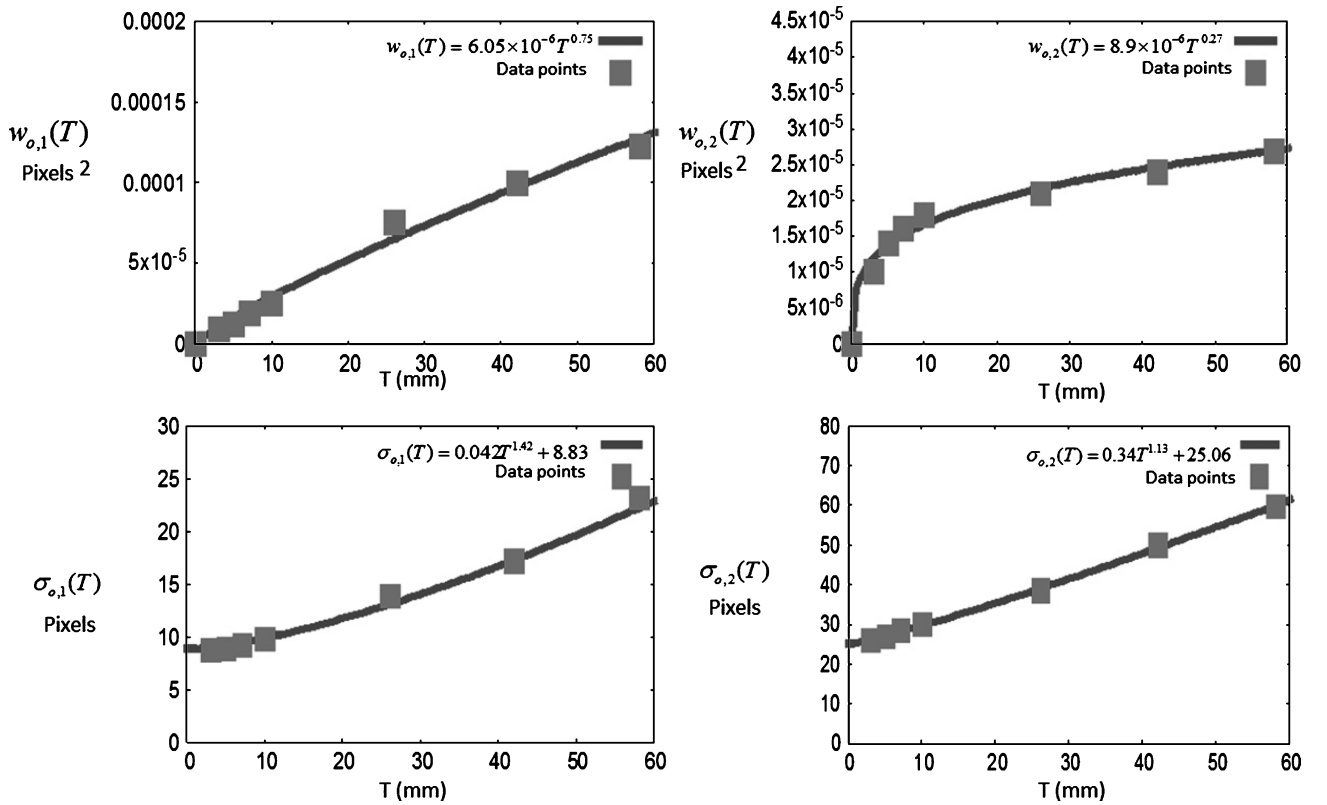 0.0002
w_{o,1}(T) = 6.05×10^{-6}T^{0.75}
Data points
0.00015
w_{o,1}(T)
Pixels 2
0.0001
5x10^{-5}
0
0 10 20 30 40 50 60
T (mm)
4.5x10^{-5}
w_{o,2}(T) = 8.9×10^{-6}T^{0.27}
4x10^{-5}
Data points
3.5x10^{-5}
3x10^{-5}
w_{o,2}(T)
Pixels 2
2.5x10^{-5}
2x10^{-5}
1.5x10^{-5}
1x10^{-5}
5x10^{-6}
0
0 10 20 30 40 50 60
T (mm)
30
σ_{o,1}(T) = 0.042T^{1.42} + 8.83
Data points
25
20
15
σ_{o,1}(T)
Pixels
10
5
0
0 10 20 30 40 50 60
T (mm)
80
σ_{o,2}(T) = 0.34T^{1.13} + 25.06
70
Data points
60
50
σ_{o,2}(T)
Pixels
40
30
20
10
0
0 10 20 30 40 50 60
T (mm)